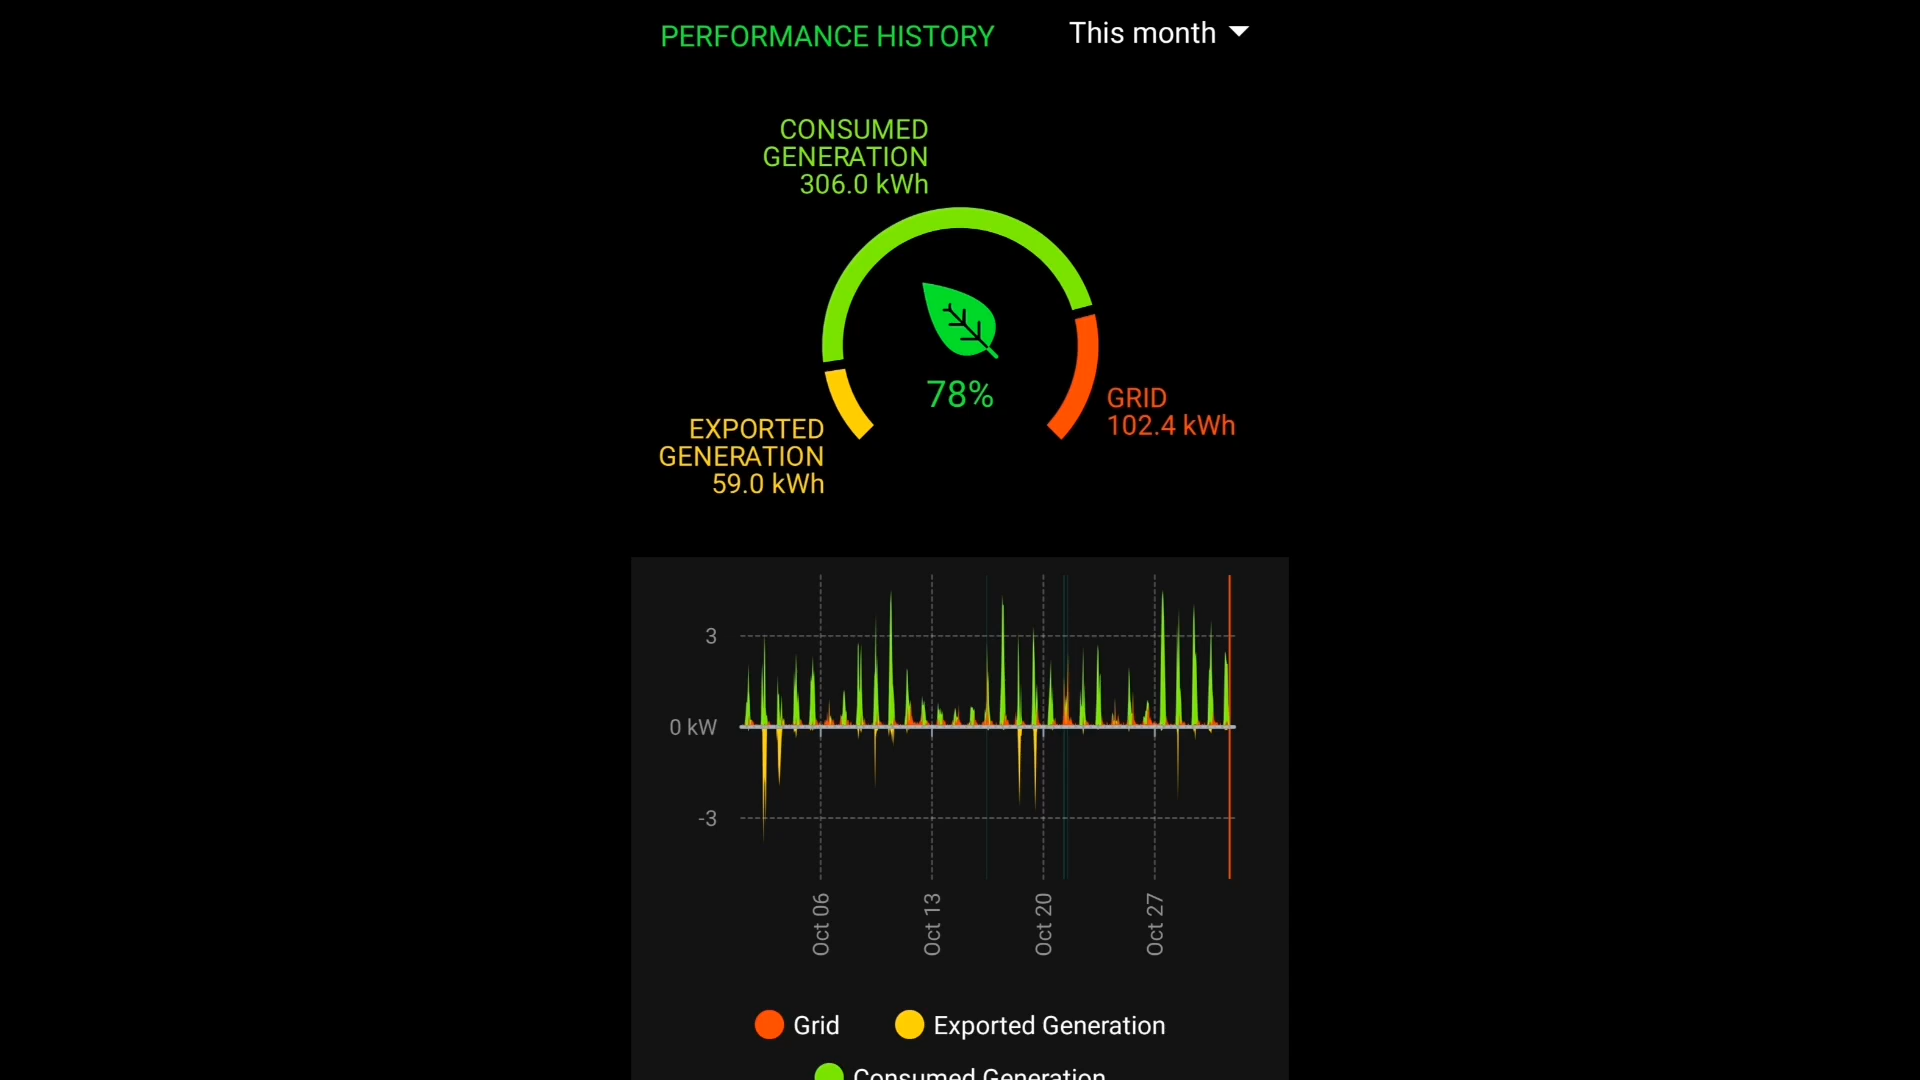 PERFORMANCE HISTORY
This month
CONSUMED
GENERATION
306.0 kWh
78%
GRID
102.4 kWh
EXPORTED
GENERATION
59.0 kWh
3
0 kW
-3
Oct 06
Oct 13
Oct 20
Oct 27
Grid
Exported Generation
Consumed Generation